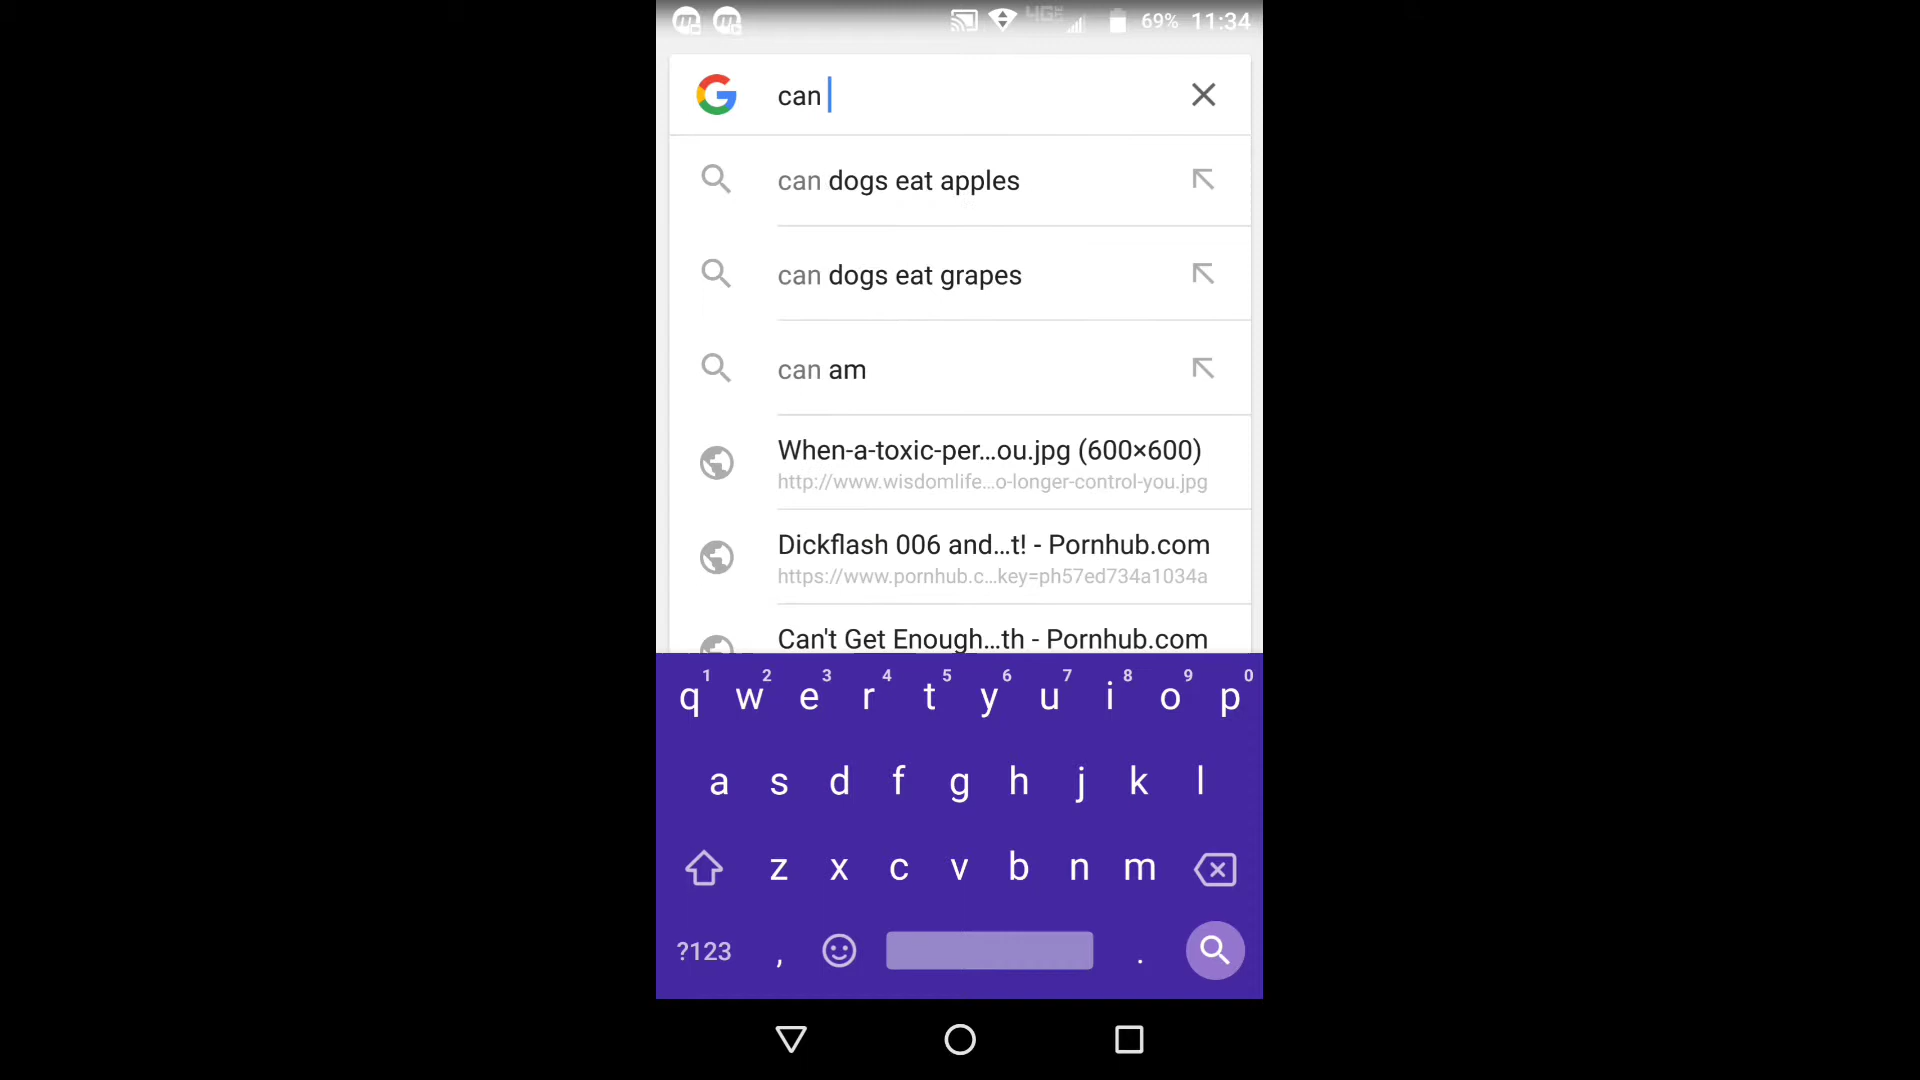 4G 69% 11:34
can
can dogs eat apples
can dogs eat grapes
can am
When-a-toxic-per...ou.jpg (600×600)
http://www.wisdomlife...o-longer-control-you.jpg
Dickflash 006 and...t! - Pornhub.com
https://www.pornhub.c...key=ph57ed734a1034a
Can't Get Enough...th - Pornhub.com
1 2 3 4 5 6 7 8 9 0
q w e r t y u i o p
a s d f g h j k l
z x c v b n m
?123 , .